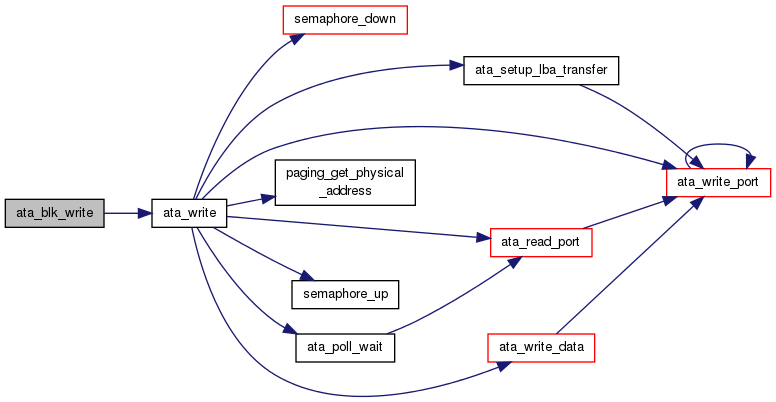 semaphore_down
ata_setup_lba_transfer
paging_get_physical
_address
ata_write_port
ata_blk_write
ata_write
ata_read_port
semaphore_up
ata_poll_wait
ata_write_data